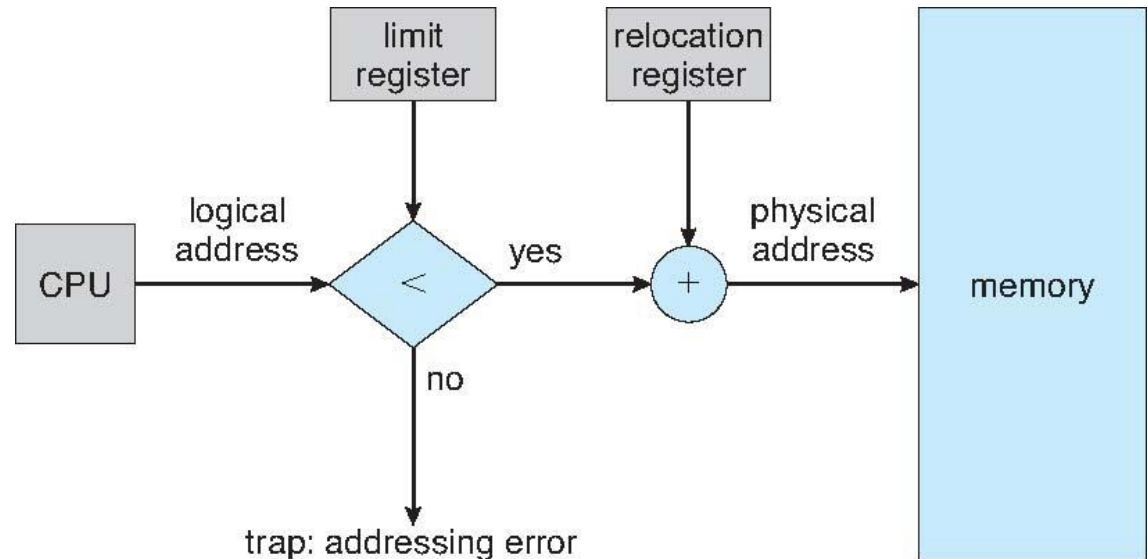 limit
register
relocation
register
logical
address
physical
address
CPU
<
yes
+
memory
no
trap: addressing error